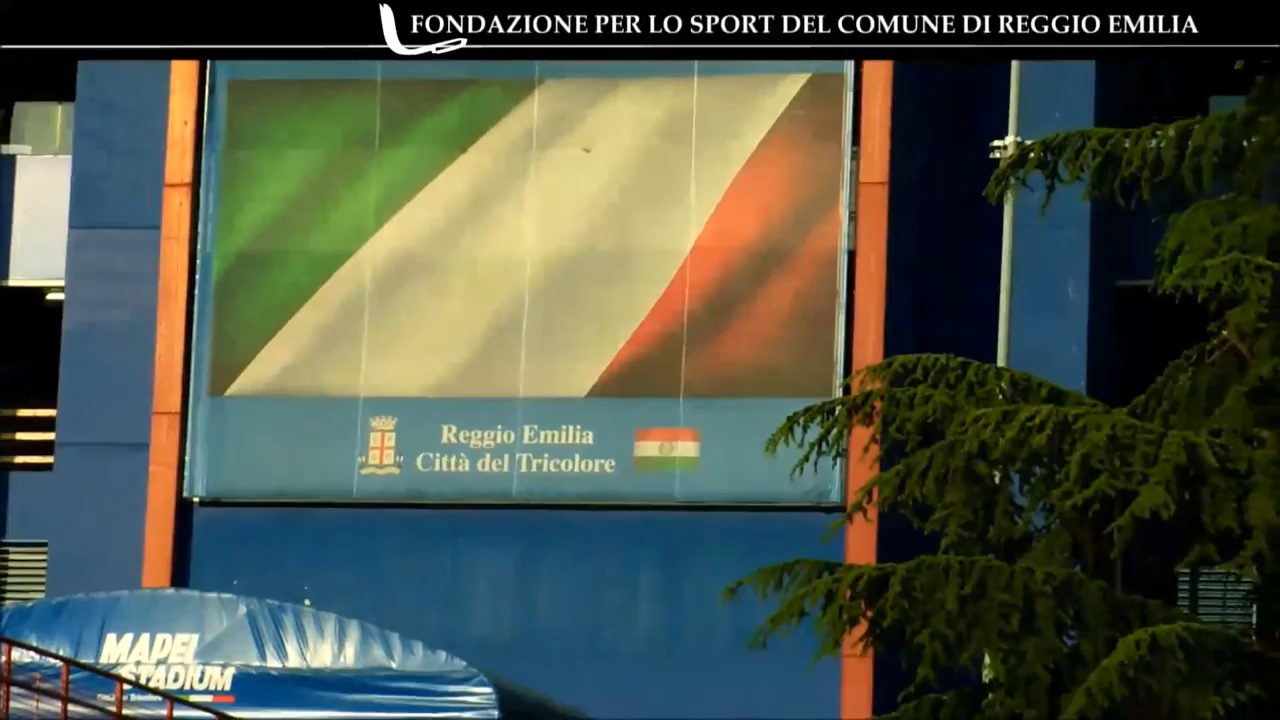 FONDAZIONE PER LO SPORT DEL COMUNE DI REGGIO EMILIA
Reggio Emilia
Città del Tricolore
MAPEI
STADIUM